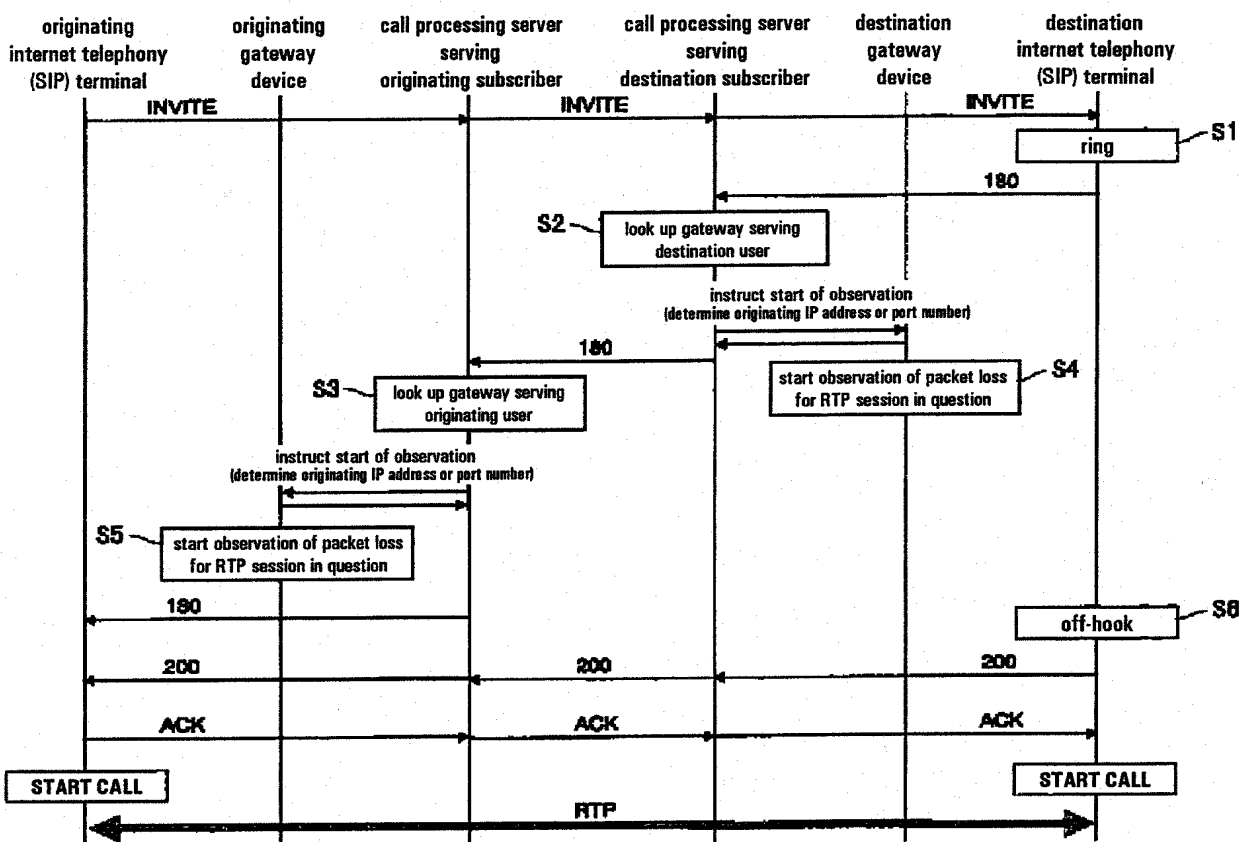 originating
internet telephony
(SIP) terminal
originating
gateway
device
call processing server
serving
originating subscriber
call processing server
serving
destination subscriber
destination
gateway
device
destination
internet telephony
(SIP) terminal
INVITE
INVITE
INVITE
ring
S1
180
S2
look up gateway serving
destination user
instruct start of observation
(determine originating IP address or port number)
180
S3
look up gateway serving
originating user
start observation of packet loss
for RTP session in question
S4
instruct start of observation
(determine originating IP address or port number)
S5
start observation of packet loss
for RTP session in question
180
off-hook
S6
200
200
200
ACK
ACK
ACK
START CALL
START CALL
RTP